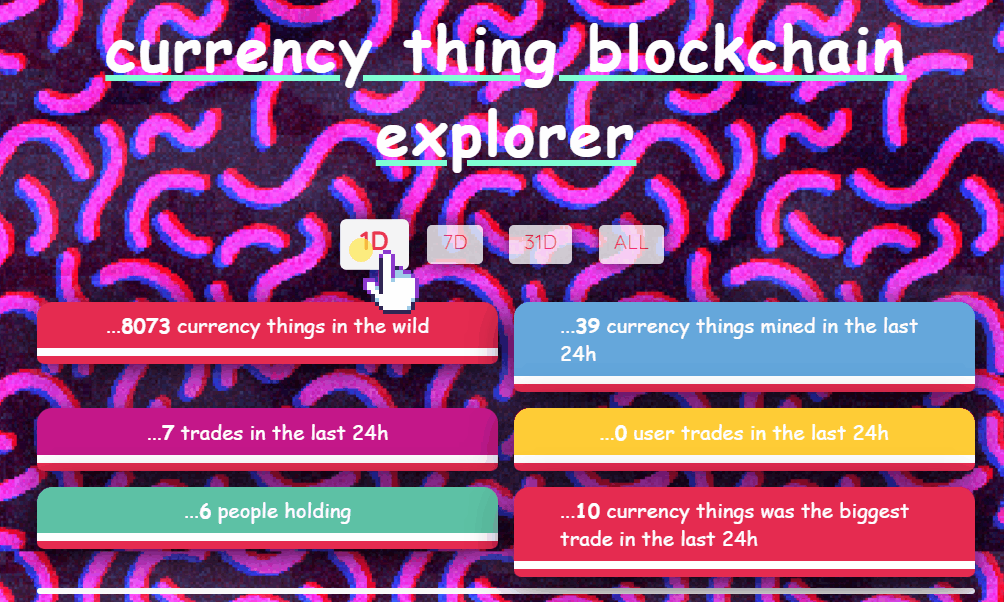 currency thing blockchain
explorer
1D 7D 31D ALL
...8073 currency things in the wild
...39 currency things mined in the last
24h
...7 trades in the last 24h
...0 user trades in the last 24h
...6 people holding
...10 currency things was the biggest
trade in the last 24h